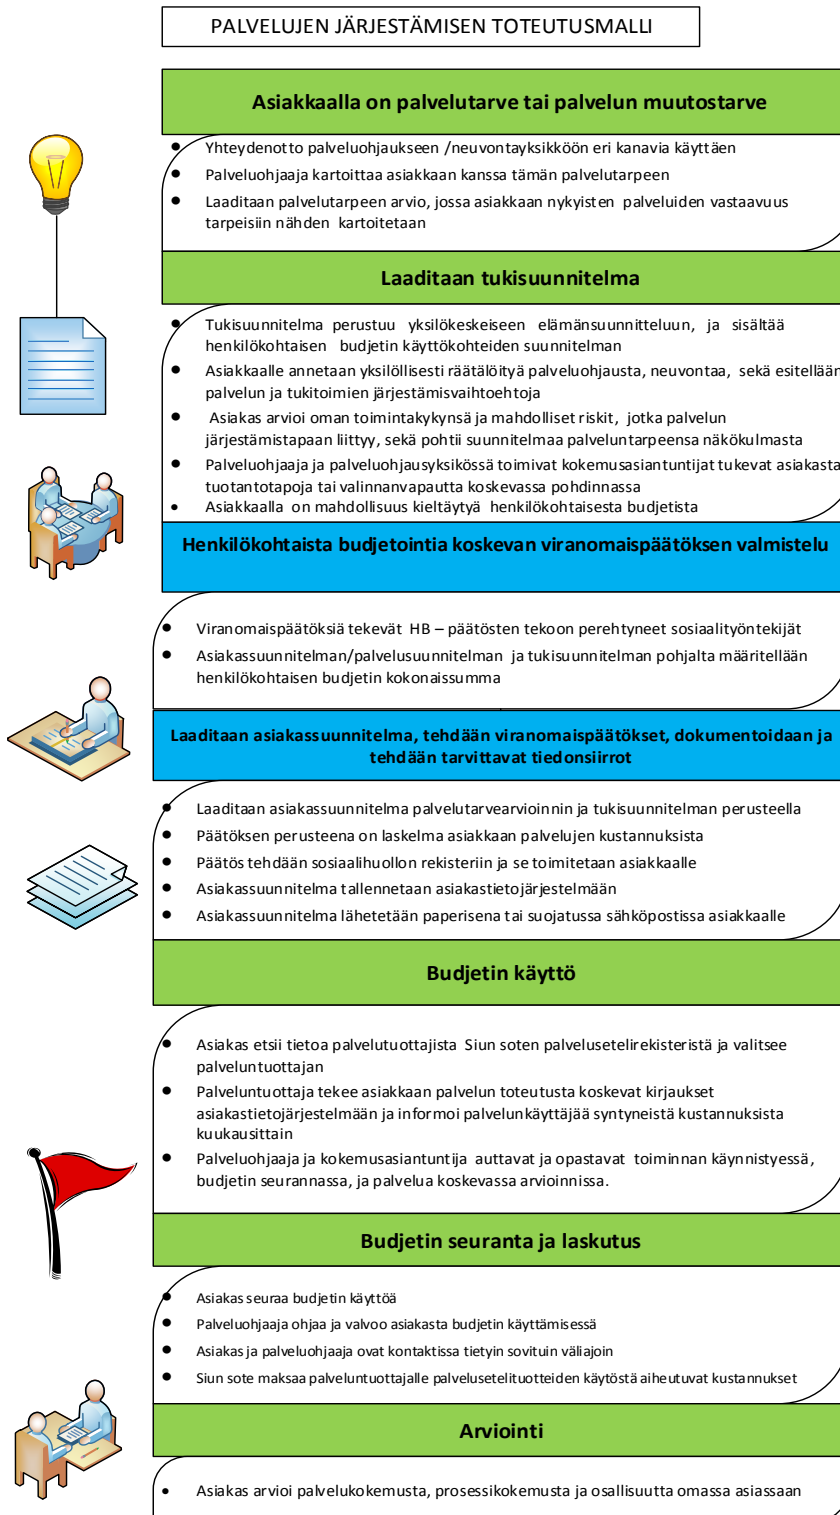 PALVELUJEN JÄRJESTÄMISEN TOTEUTUSMALLI
Asiakkaalla on palvelutarve tai palvelun muutostarve
• Yhteydenotto palveluohjaukseen /neuvontayksikköön eri kanavia käyttäen
• Palveluohjaaja kartoittaa asiakkaan kanssa tämän palvelutarpeen
• Laaditaan palvelutarpeen arvio, jossa asiakkaan nykyisten palveluiden vastaavuus
tarpeisiin nähden kartoitetaan
Laaditaan tukisuunnitelma
• Tukisuunnitelma perustuu yksilökeskeiseen elämänsuunnitteluun, ja sisältää
henkilökohtaisen budjetin käyttökohteiden suunnitelman
• Asiakkaalle annetaan yksilöllisesti räätälöityä palveluohjausta, neuvontaa, sekä esitellään
palvelun ja tukitoimien järjestämisvaihtoehtoja
• Asiakas arvioi oman toimintakykynsä ja mahdolliset riskit, jotka palvelun
järjestämistapaan liittyy, sekä pohtii suunnitelmaa palveluntarpeensa näkökulmasta
• Palveluohjaaja ja palveluohjausyksikössä toimivat kokemusasiantuntijat tukevat asiakasta
tuotantotapoja tai valinnanvapautta koskevassa pohdinnassa
• Asiakkaalla on mahdollisuus kieltäytyä henkilökohtaisesta budjetista
Henkilökohtaista budjetointia koskevan viranomaispäätöksen valmistelu
• Viranomaispäätöksiä tekevät HB – päätösten tekoon perehtyneet sosiaalityöntekijät
• Asiakassuunnitelman/palvelusuunnitelman ja tukisuunnitelman pohjalta määritellään
henkilökohtaisen budjetin kokonaissumma
Laaditaan asiakassuunnitelma, tehdään viranomaispäätökset, dokumentoidaan ja
tehdään tarvittavat tiedonsiirrot
• Laaditaan asiakassuunnitelma palvelutarvearvioinnin ja tukisuunnitelman perusteella
• Päätöksen perusteena on laskelma asiakkaan palvelujen kustannuksista
• Päätös tehdään sosiaalihuollon rekisteriin ja se toimitetaan asiakkaalle
• Asiakassuunnitelma tallennetaan asiakastietojärjestelmään
• Asiakassuunnitelma lähetetään paperisena tai suojatussa sähköpostissa asiakkaalle
Budjetin käyttö
• Asiakas etsii tietoa palvelutuottajista Siun soten palvelusetelirekisteristä ja valitsee
palveluntuottajan
• Palveluntuottaja tekee asiakkaan palvelun toteutusta koskevat kirjaukset
asiakastietojärjestelmään ja informoi palvelunkäyttäjää syntyneistä kustannuksista
kuukausittain
• Palveluohjaaja ja kokemusasiantuntija auttavat ja opastavat toiminnan käynnistyessä,
budjetin seurannassa, ja palvelua koskevassa arvioinnissa.
Budjetin seuranta ja laskutus
• Asiakas seuraa budjetin käyttöä
• Palveluohjaaja ohjaa ja valvoo asiakasta budjetin käyttämisessä
• Asiakas ja palveluohjaaja ovat kontaktissa tietyin sovituin väliajoin
• Siun sote maksaa palveluntuottajalle palvelusetelituotteiden käytöstä aiheutuvat kustannukset
Arviointi
• Asiakas arvioi palvelukokemusta, prosessikokemusta ja osallisuutta omassa asiassaan